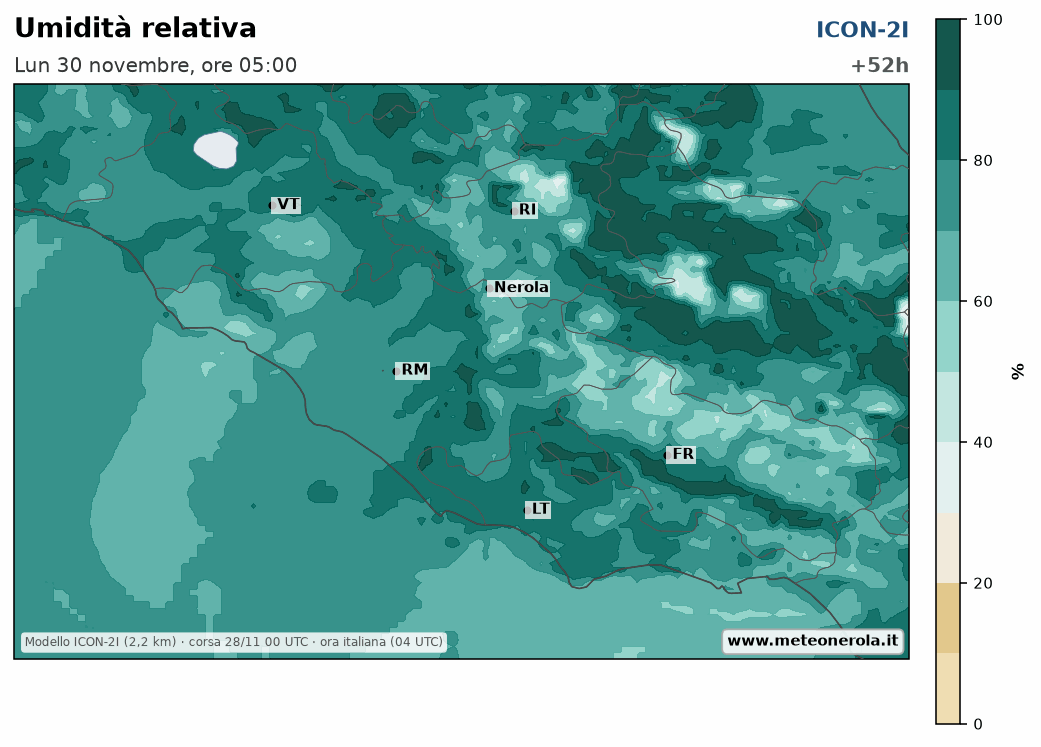 Umidità relativa
ICON-2I
Lun 30 novembre, ore 05:00
+52h
100
80
60
40
20
0
%
VT
RI
Nerola
RM
FR
LT
Modello ICON-2I (2,2 km) · corsa 28/11 00 UTC · ora italiana (04 UTC)
www.meteonerola.it